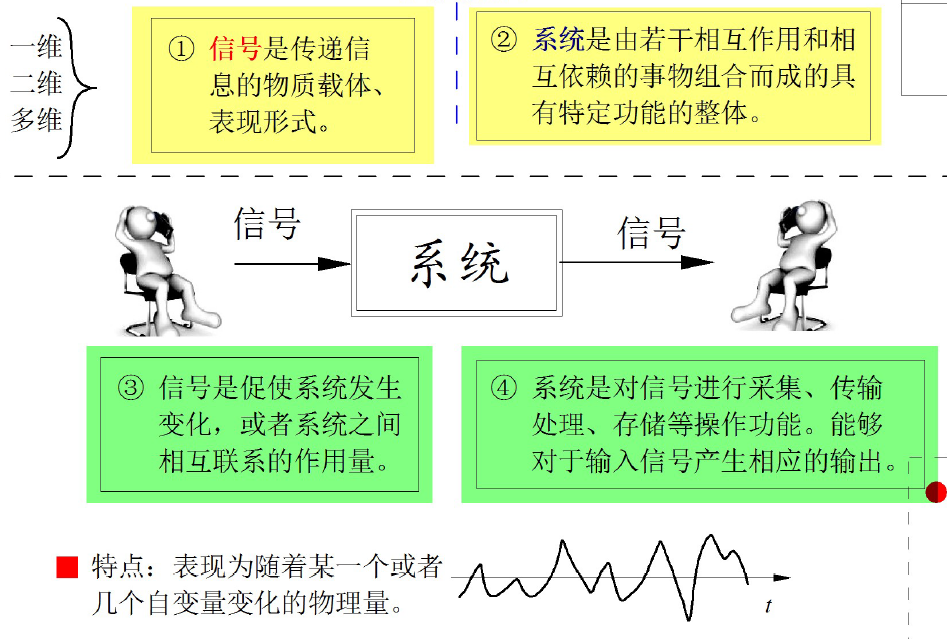 一维
二维
多维
① 信号是传递信
息的物质载体、
表现形式。
② 系统是由若干相互作用和相
互依赖的事物组合而成的具
有特定功能的整体。
信号
系统
信号
③ 信号是促使系统发生
变化，或者系统之间
相互联系的作用量。
④ 系统是对信号进行采集、传输
处理、存储等操作功能。能够
对于输入信号产生相应的输出。
特点：表现为随着某一个或者
几个自变量变化的物理量。
t